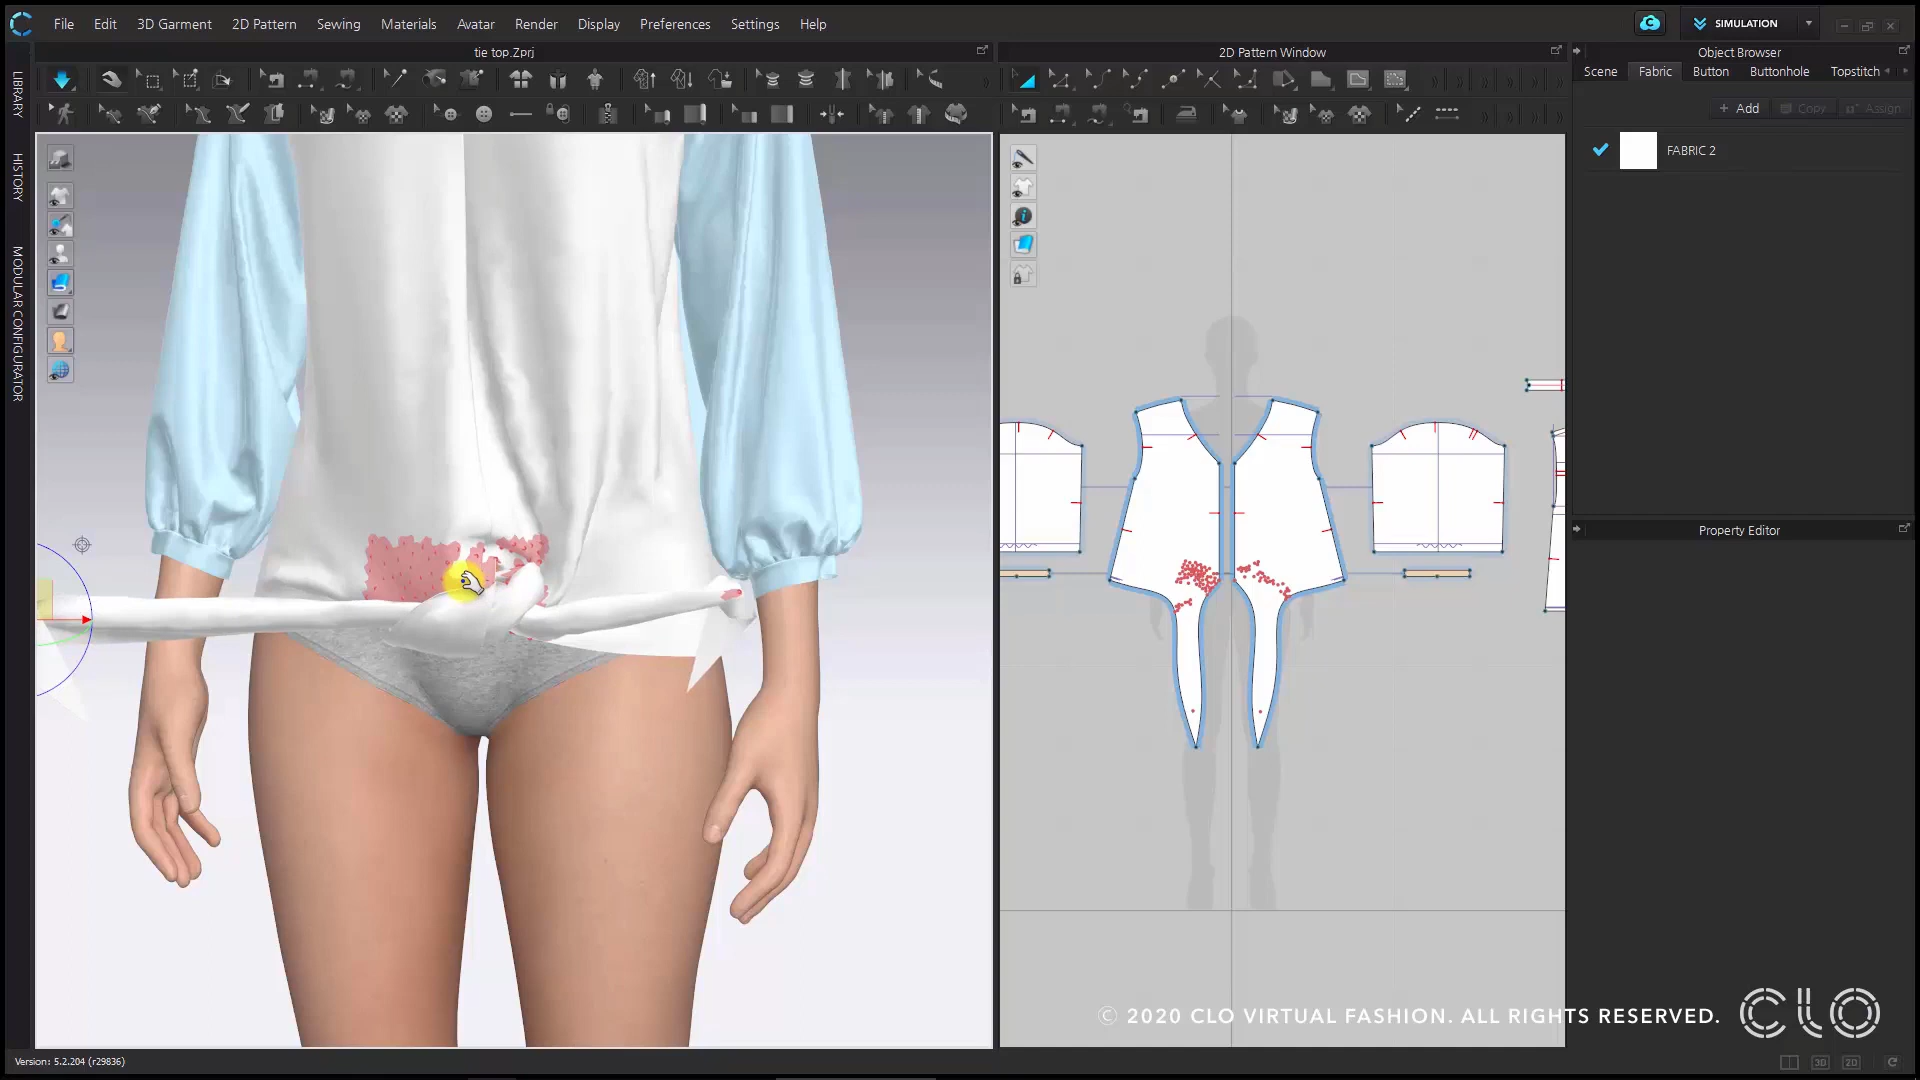 File Edit 3D Garment 2D Pattern Sewing Materials Avatar Render Display Preferences Settings Help
SIMULATION
tie top.Zprj
2D Pattern Window
Object Browser
Scene Fabric Button Buttonhole Topstitch
+ Add Copy Assign
FABRIC 2
LIBRARY
HISTORY
MODULAR CONFIGURATOR
Property Editor
© 2020 CLO VIRTUAL FASHION. ALL RIGHTS RESERVED.
CLO
Version: 5.2.204 (r29836)
3D 2D